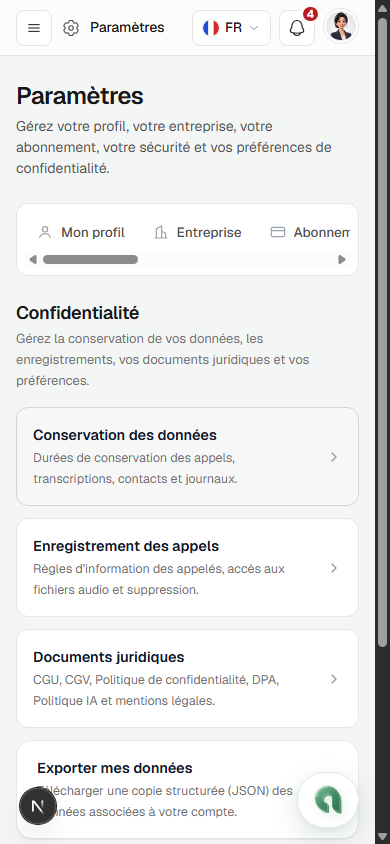 Paramètres
FR
4
Paramètres
Gérez votre profil, votre entreprise, votre
abonnement, votre sécurité et vos préférences de
confidentialité.
Mon profil
Entreprise
Abonnem
Confidentialité
Gérez la conservation de vos données, les
enregistrements, vos documents juridiques et vos
préférences.
Conservation des données
Durées de conservation des appels,
transcriptions, contacts et journaux.
Enregistrement des appels
Règles d'information des appelés, accès aux
fichiers audio et suppression.
Documents juridiques
CGU, CGV, Politique de confidentialité, DPA,
Politique IA et mentions légales.
Exporter mes données
Télécharger une copie structurée (JSON) des
données associées à votre compte.
N